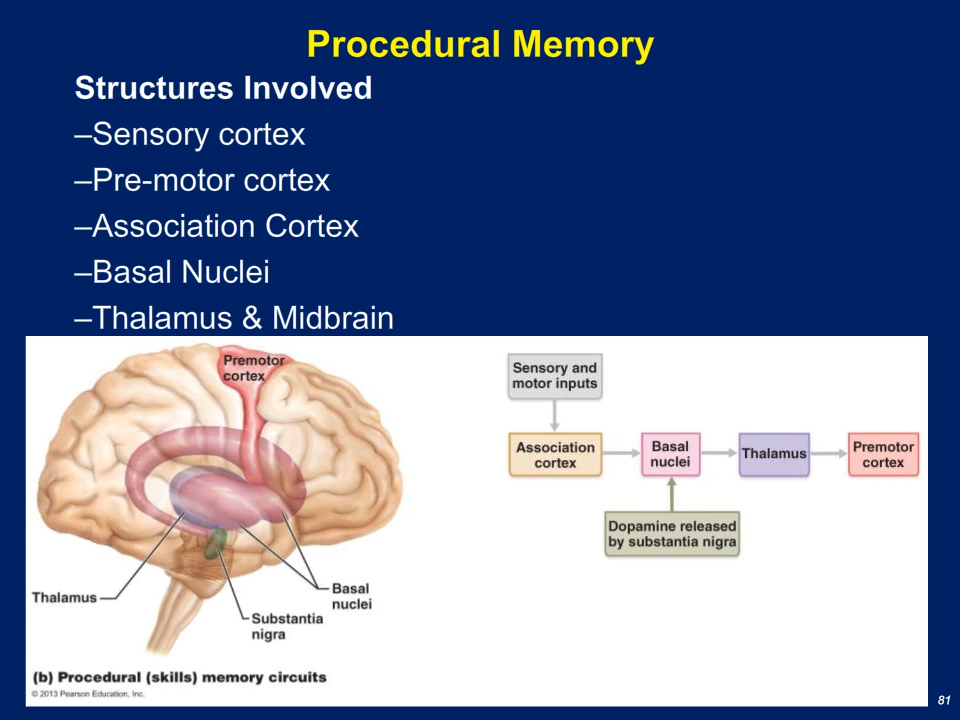 Procedural Memory
Structures Involved
–Sensory cortex
–Pre-motor cortex
–Association Cortex
–Basal Nuclei
–Thalamus & Midbrain
Premotor
cortex
Thalamus
Basal
nuclei
Substantia
nigra
(b) Procedural (skills) memory circuits
© 2013 Pearson Education, Inc.
Sensory and
motor inputs
Association
cortex
Basal
nuclei
Thalamus
Premotor
cortex
Dopamine released
by substantia nigra
81